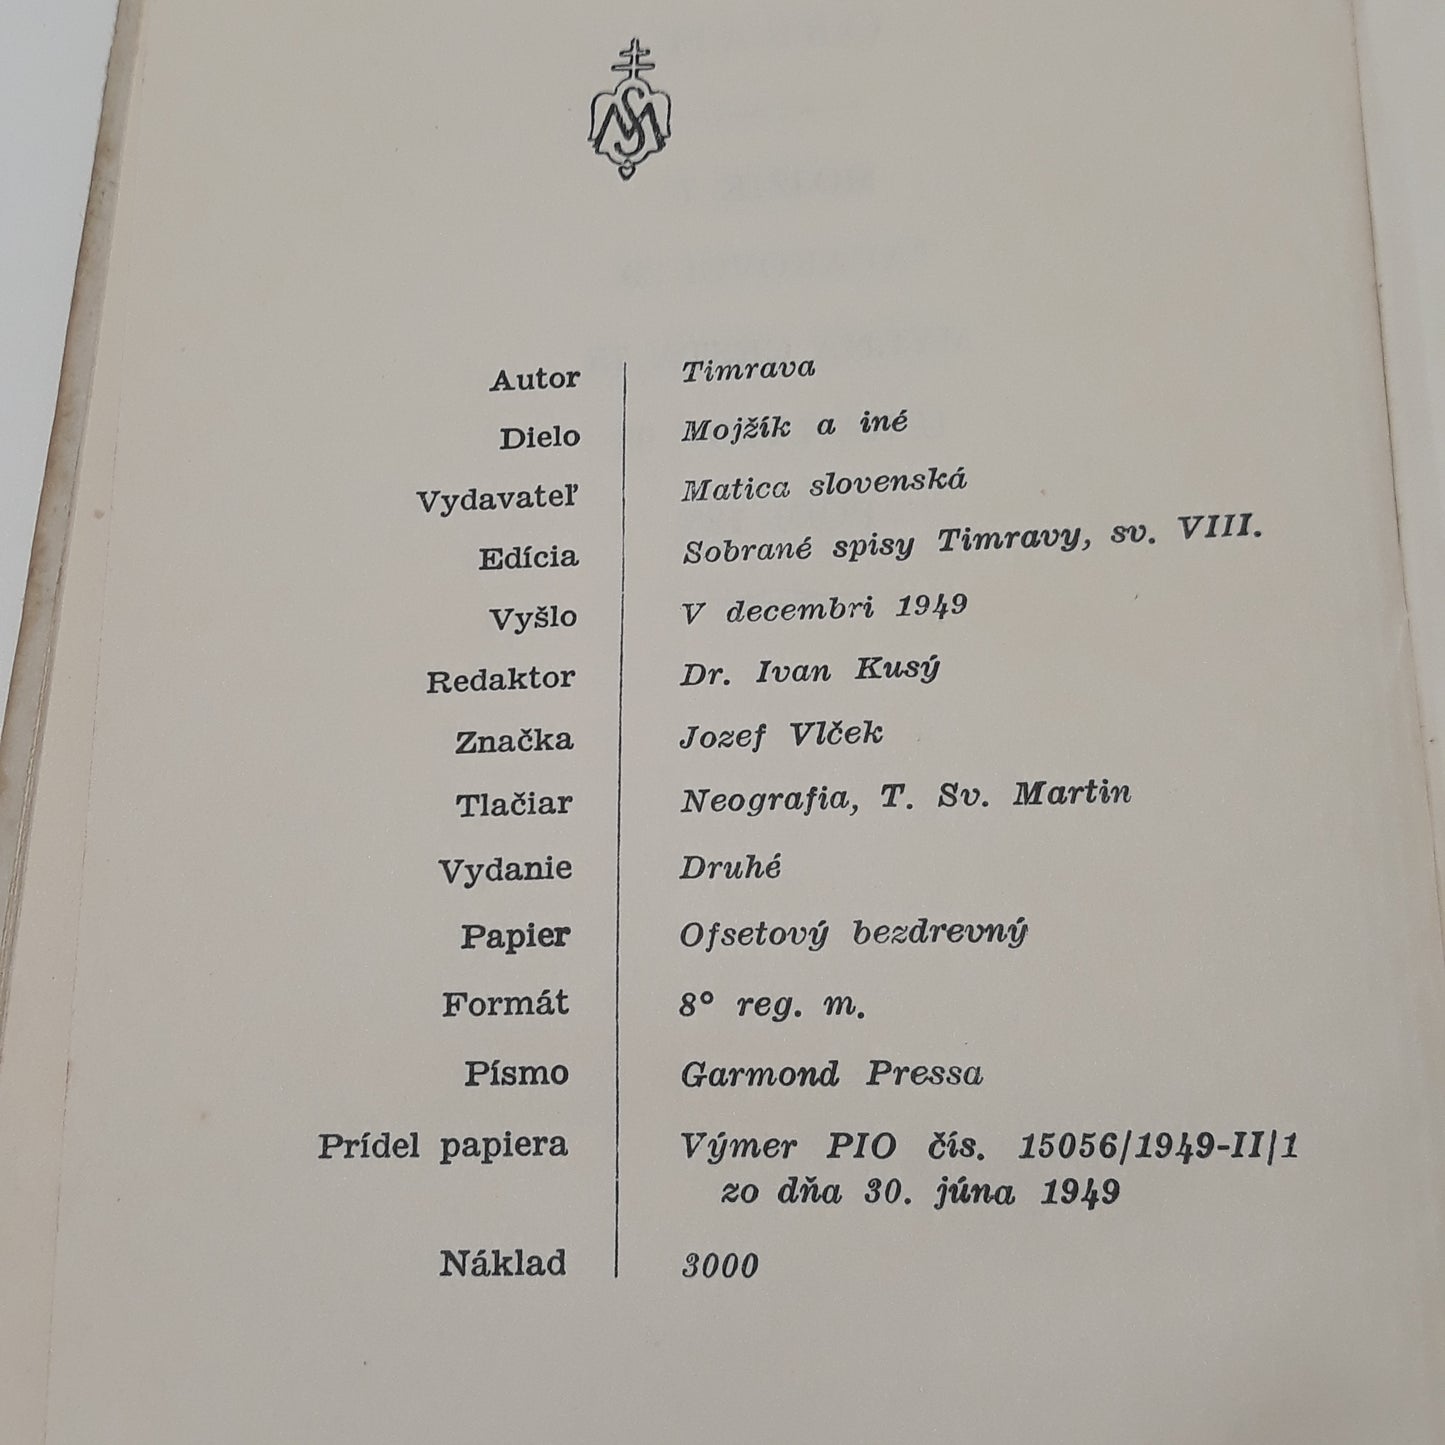 Autor Timrava
Dielo Mojžík a iné
Vydavateľ Matica slovenská
Edícia Sobrané spisy Timravy, sv. VIII.
Vyšlo V decembri 1949
Redaktor Dr. Ivan Kusý
Značka Jozef Vlček
Tlačiar Neografia, T. Sv. Martin
Vydanie Druhé
Papier Ofsetový bezdrevný
Formát 8° reg. m.
Písmo Garmond Pressa
Prídel papiera Výmer PIO čís. 15056/1949-II/1
zo dňa 30. júna 1949
Náklad 3000